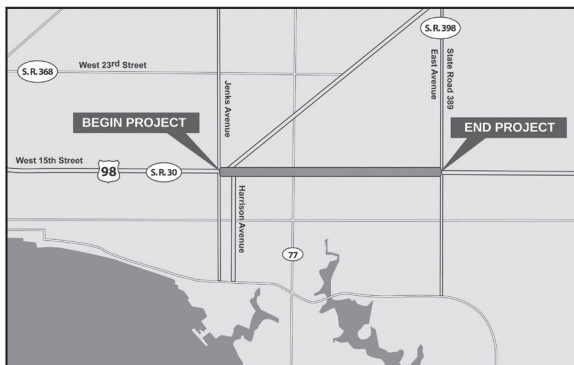 S.R.398
West 23rd Street
S.R.368
Jenks Avenue
East Avenue
State Road 389
BEGIN PROJECT
END PROJECT
West 15th Street
98
S.R.30
Harrison Avenue
77